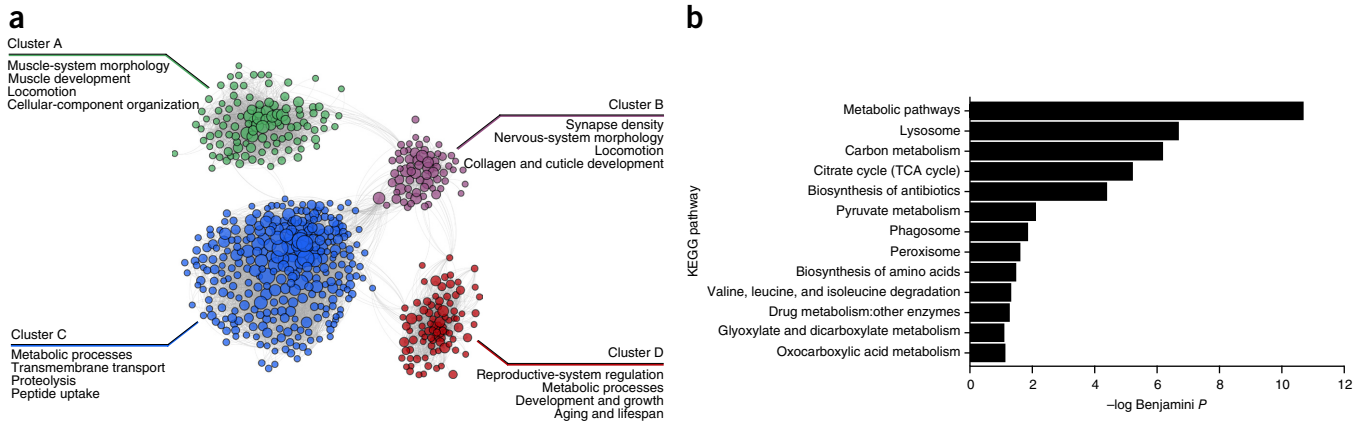 a
Cluster A
Muscle-system morphology
Muscle development
Locomotion
Cellular-component organization
Cluster B
Synapse density
Nervous-system morphology
Locomotion
Collagen and cuticle development
Cluster C
Metabolic processes
Transmembrane transport
Proteolysis
Peptide uptake
Cluster D
Reproductive-system regulation
Metabolic processes
Development and growth
Aging and lifespan
b
KEGG pathway
Metabolic pathways
Lysosome
Carbon metabolism
Citrate cycle (TCA cycle)
Biosynthesis of antibiotics
Pyruvate metabolism
Phagosome
Peroxisome
Biosynthesis of amino acids
Valine, leucine, and isoleucine degradation
Drug metabolism:other enzymes
Glyoxylate and dicarboxylate metabolism
Oxocarboxylic acid metabolism
0 2 4 6 8 10 12
–log Benjamini P